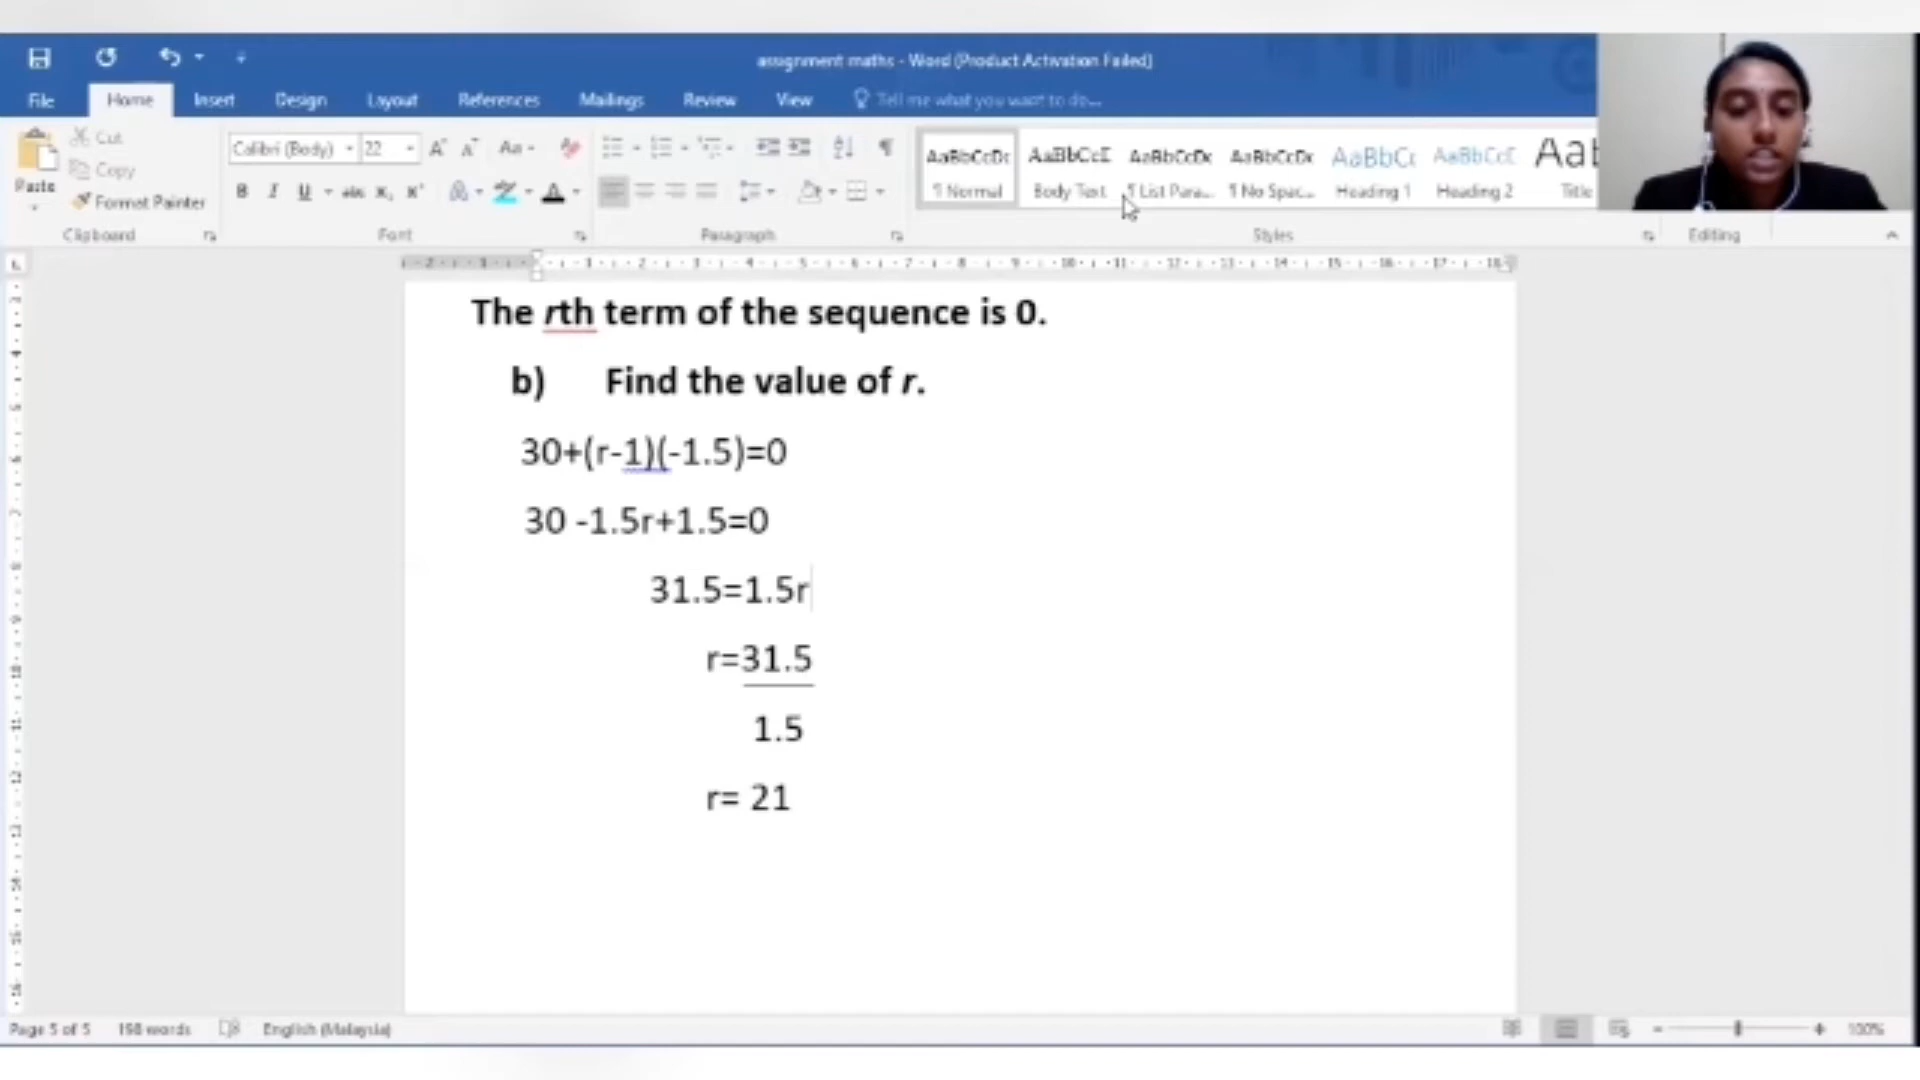 assignment maths - Word (Product Activation Failed)
File Home Insert Design Layout References Mailings Review View Tell me what you want to do...
Cut
Copy
Paste
Format Painter
Calibri (Body) 22
AaBbCcDc AaBbCcD AaBbCcDc AaBbCcDc AaBbCc AaBbCcD
¶ Normal Body Text ¶ List Para... ¶ No Spac... Heading 1 Heading 2 Title
Clipboard Font Paragraph Styles Editing
The rth term of the sequence is 0.
b) Find the value of r.
30+(r-1)(-1.5)=0
30 -1.5r+1.5=0
31.5=1.5r
r=31.5
1.5
r= 21
Page 5 of 5 198 words English (Malaysia) 100%